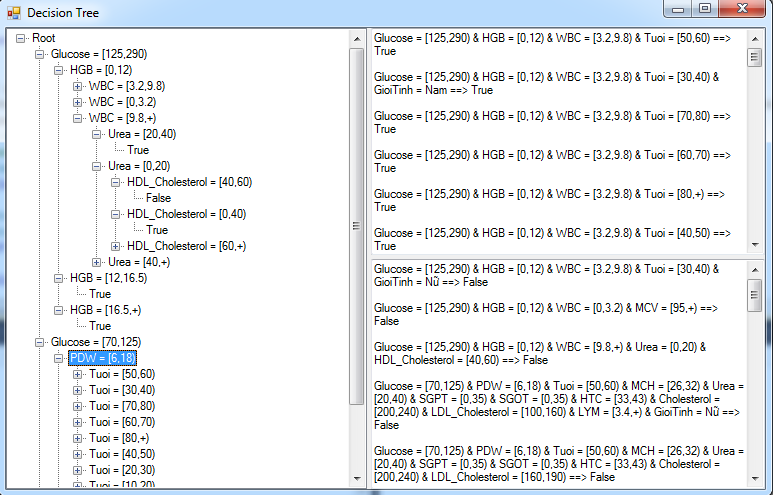 Decision Tree
Root
Glucose = [125,290)
HGB = [0,12)
WBC = [3.2,9.8)
WBC = [0,3.2)
WBC = [9.8,+)
Urea = [20,40)
True
Urea = [0,20)
HDL_Cholesterol = [40,60)
False
HDL_Cholesterol = [0,40)
True
HDL_Cholesterol = [60,+)
Urea = [40,+)
HGB = [12,16.5)
True
HGB = [16.5,+)
True
Glucose = [70,125)
PDW = [6,18)
Tuoi = [50,60)
Tuoi = [30,40)
Tuoi = [70,80)
Tuoi = [60,70)
Tuoi = [80,+)
Tuoi = [40,50)
Tuoi = [20,30)
Tuoi = [10,20)
Glucose = [125,290) & HGB = [0,12) & WBC = [3.2,9.8) & Tuoi = [50,60) ==>
True
Glucose = [125,290) & HGB = [0,12) & WBC = [3.2,9.8) & Tuoi = [30,40) &
GioiTinh = Nam ==> True
Glucose = [125,290) & HGB = [0,12) & WBC = [3.2,9.8) & Tuoi = [70,80) ==>
True
Glucose = [125,290) & HGB = [0,12) & WBC = [3.2,9.8) & Tuoi = [60,70) ==>
True
Glucose = [125,290) & HGB = [0,12) & WBC = [3.2,9.8) & Tuoi = [80,+) ==>
True
Glucose = [125,290) & HGB = [0,12) & WBC = [3.2,9.8) & Tuoi = [40,50) ==>
True
Glucose = [125,290) & HGB = [0,12) & WBC = [3.2,9.8) & Tuoi = [30,40) &
GioiTinh = Nữ ==> False
Glucose = [125,290) & HGB = [0,12) & WBC = [0,3.2) & MCV = [95,+) ==>
False
Glucose = [125,290) & HGB = [0,12) & WBC = [9.8,+) & Urea = [0,20) &
HDL_Cholesterol = [40,60) ==> False
Glucose = [70,125) & PDW = [6,18) & Tuoi = [50,60) & MCH = [26,32) & Urea =
[20,40) & SGPT = [0,35) & SGOT = [0,35) & HTC = [33,43) & Cholesterol =
[200,240) & LDL_Cholesterol = [100,160) & LYM = [3.4,+) & GioiTinh = Nữ ==>
False
Glucose = [70,125) & PDW = [6,18) & Tuoi = [50,60) & MCH = [26,32) & Urea =
[20,40) & SGPT = [0,35) & SGOT = [0,35) & HTC = [33,43) & Cholesterol =
[200,240) & LDL_Cholesterol = [160,190) ==> False